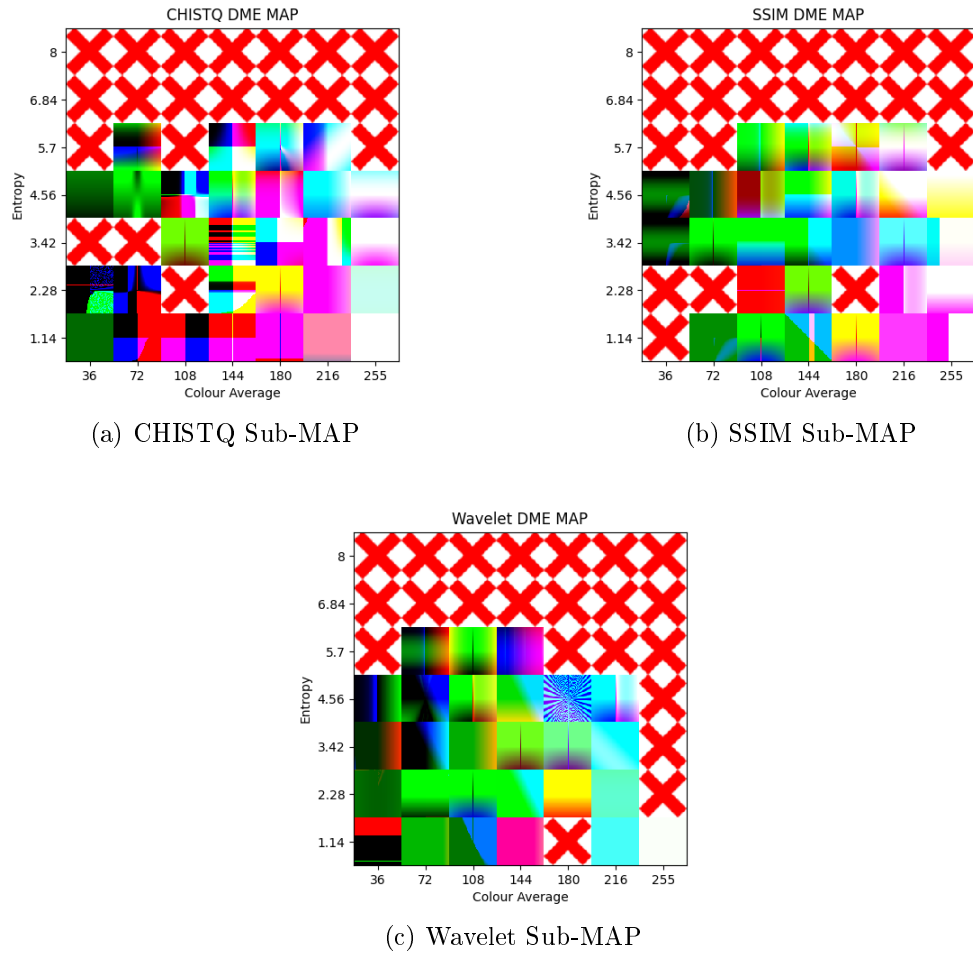 CHISTQ DME MAP
8
6.84
5.7
4.56
3.42
2.28
1.14
Entropy
36 72 108 144 180 216 255
Colour Average
(a) CHISTQ Sub-MAP
SSIM DME MAP
8
6.84
5.7
4.56
3.42
2.28
1.14
Entropy
36 72 108 144 180 216 255
Colour Average
(b) SSIM Sub-MAP
Wavelet DME MAP
8
6.84
5.7
4.56
3.42
2.28
1.14
Entropy
36 72 108 144 180 216 255
Colour Average
(c) Wavelet Sub-MAP